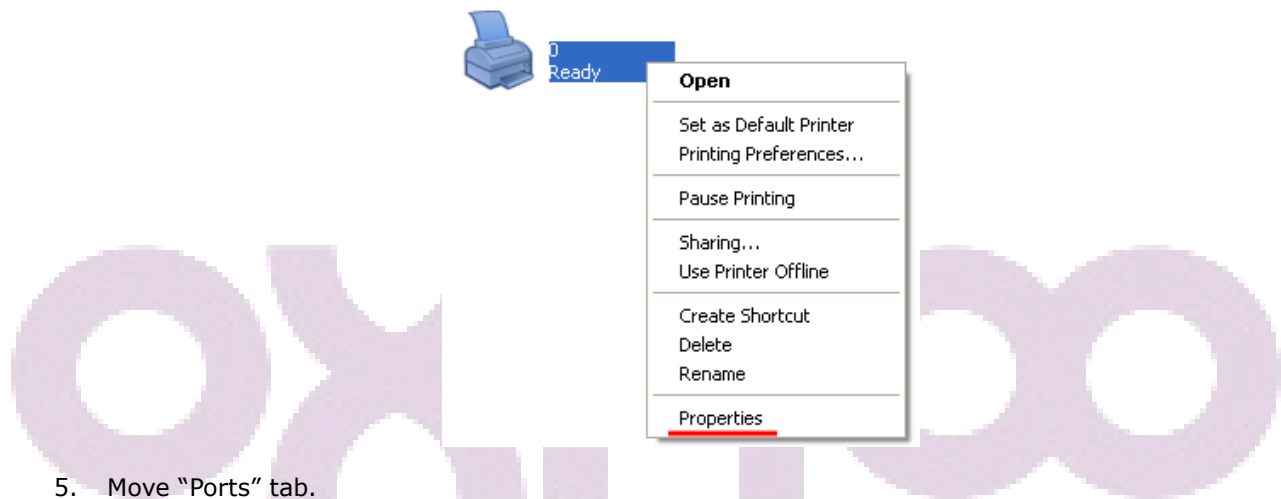 0
Ready
Open
Set as Default Printer
Printing Preferences...
Pause Printing
Sharing...
Use Printer Offline
Create Shortcut
Delete
Rename
Properties
5. Move “Ports” tab.